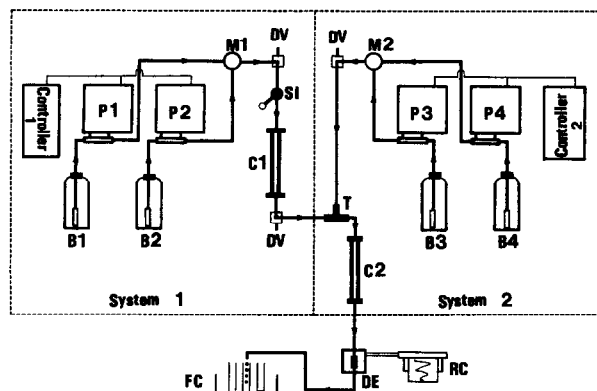 DV
M1
DV
M2
Controller 1
P1
P2
SI
P3
P4
Controller 2
C1
T
B1
B2
DV
B3
B4
C2
System 1
System 2
FC
DE
RC